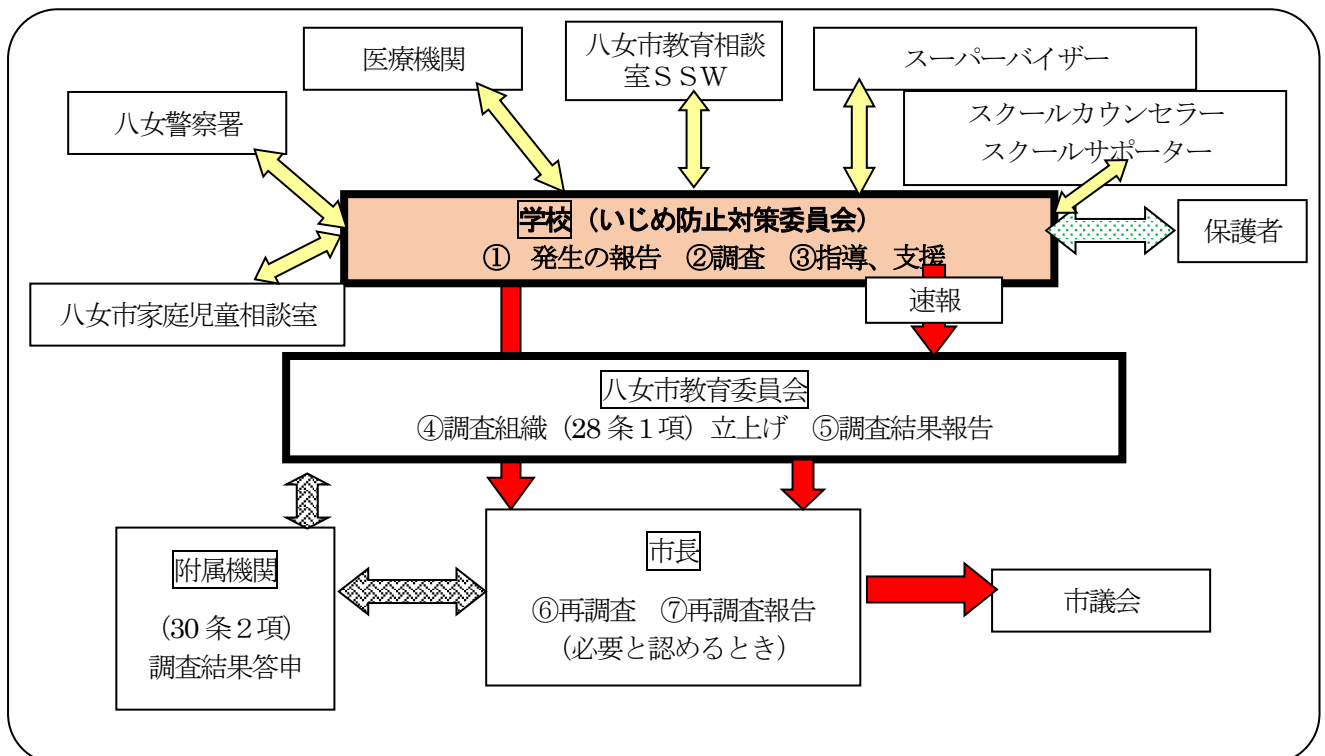 医療機関
八女市教育相談
室ＳＳＷ
スーパーバイザー
八女警察署
スクールカウンセラー
スクールサポーター
学校（いじめ防止対策委員会）
①　発生の報告　②調査　③指導、支援
保護者
八女市家庭児童相談室
速報
八女市教育委員会
④調査組織（28 条１項）立上げ　⑤調査結果報告
附属機関
（30 条２項）
調査結果答申
市長
⑥再調査　⑦再調査報告
（必要と認めるとき）
市議会